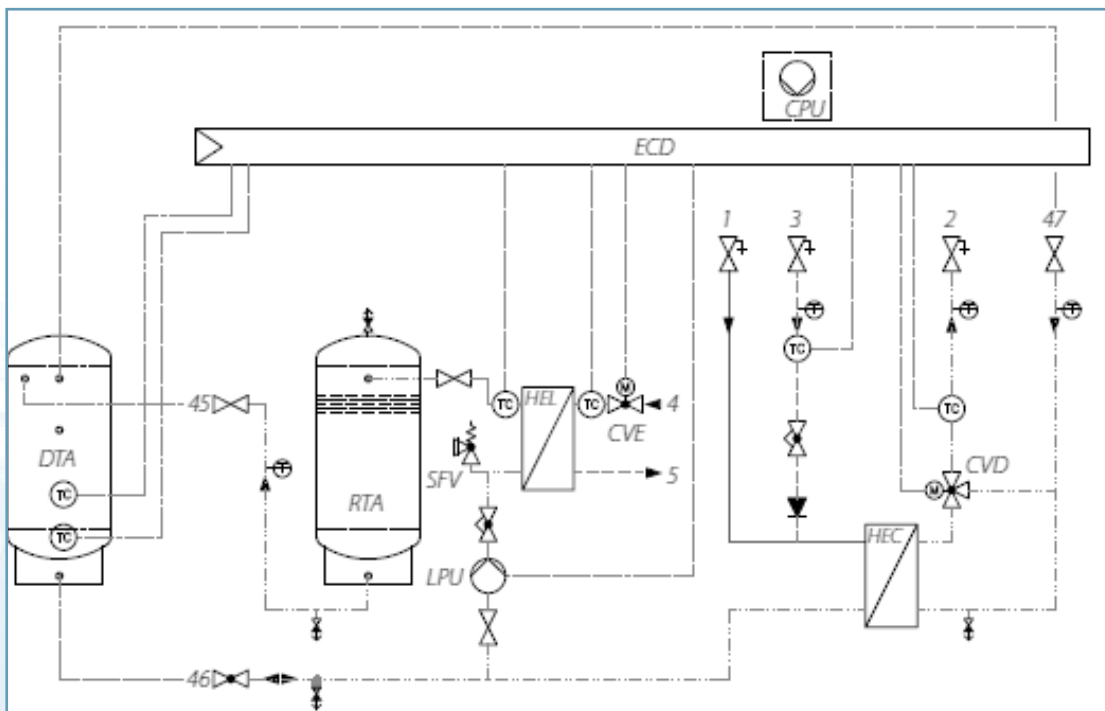 CPU
ECD
1 3 2 47
TC
HEL
M
TC TC 4
CVE
45
TC
DTA
SFV 5
CVD
TC
RTA
M
HEC
TC
LPU
46